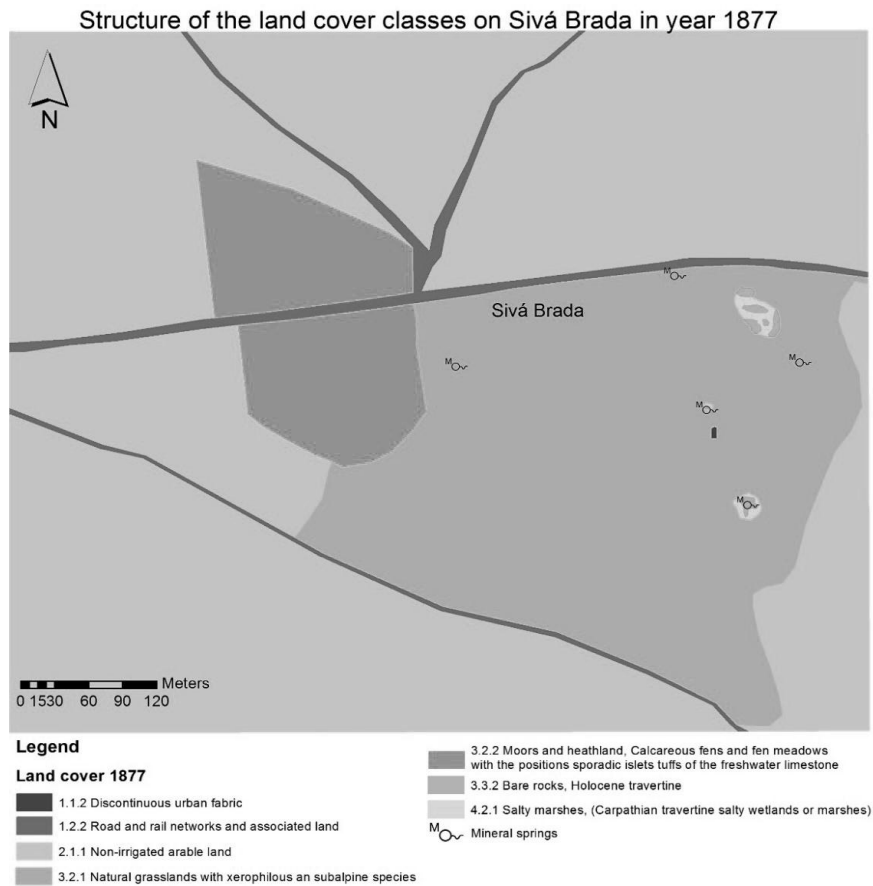 Structure of the land cover classes on Sivá Brada in year 1877
N
M
Sivá Brada
M
M
M
M
Meters
0 1530 60 90 120
Legend
Land cover 1877
1.1.2 Discontinuous urban fabric
1.2.2 Road and rail networks and associated land
2.1.1 Non-irrigated arable land
3.2.1 Natural grasslands with xerophilous an subalpine species
3.2.2 Moors and heathland, Calcareous fens and fen meadows
with the positions sporadic islets tuffs of the freshwater limestone
3.3.2 Bare rocks, Holocene travertine
4.2.1 Salty marshes, (Carpathian travertine salty wetlands or marshes)
M Mineral springs